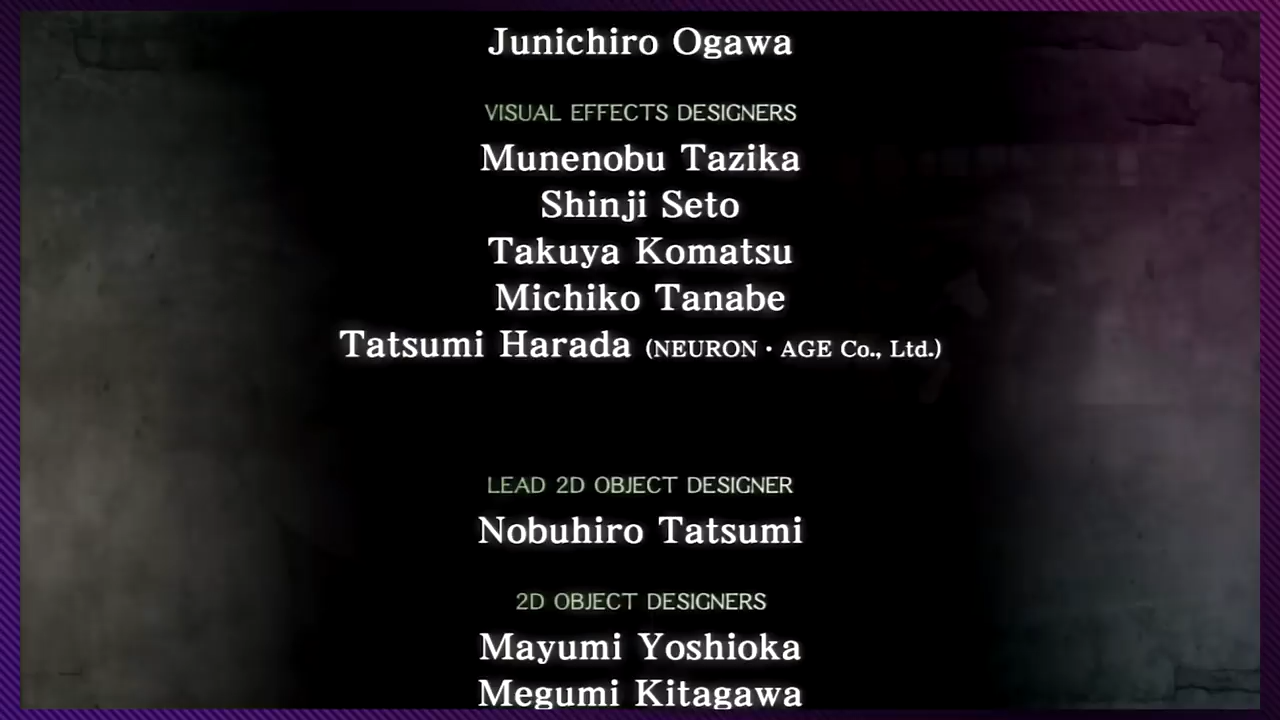 Junichiro Ogawa
VISUAL EFFECTS DESIGNERS
Munenobu Tazika
Shinji Seto
Takuya Komatsu
Michiko Tanabe
Tatsumi Harada (NEURON・AGE Co., Ltd.)
LEAD 2D OBJECT DESIGNER
Nobuhiro Tatsumi
2D OBJECT DESIGNERS
Mayumi Yoshioka
Megumi Kitagawa